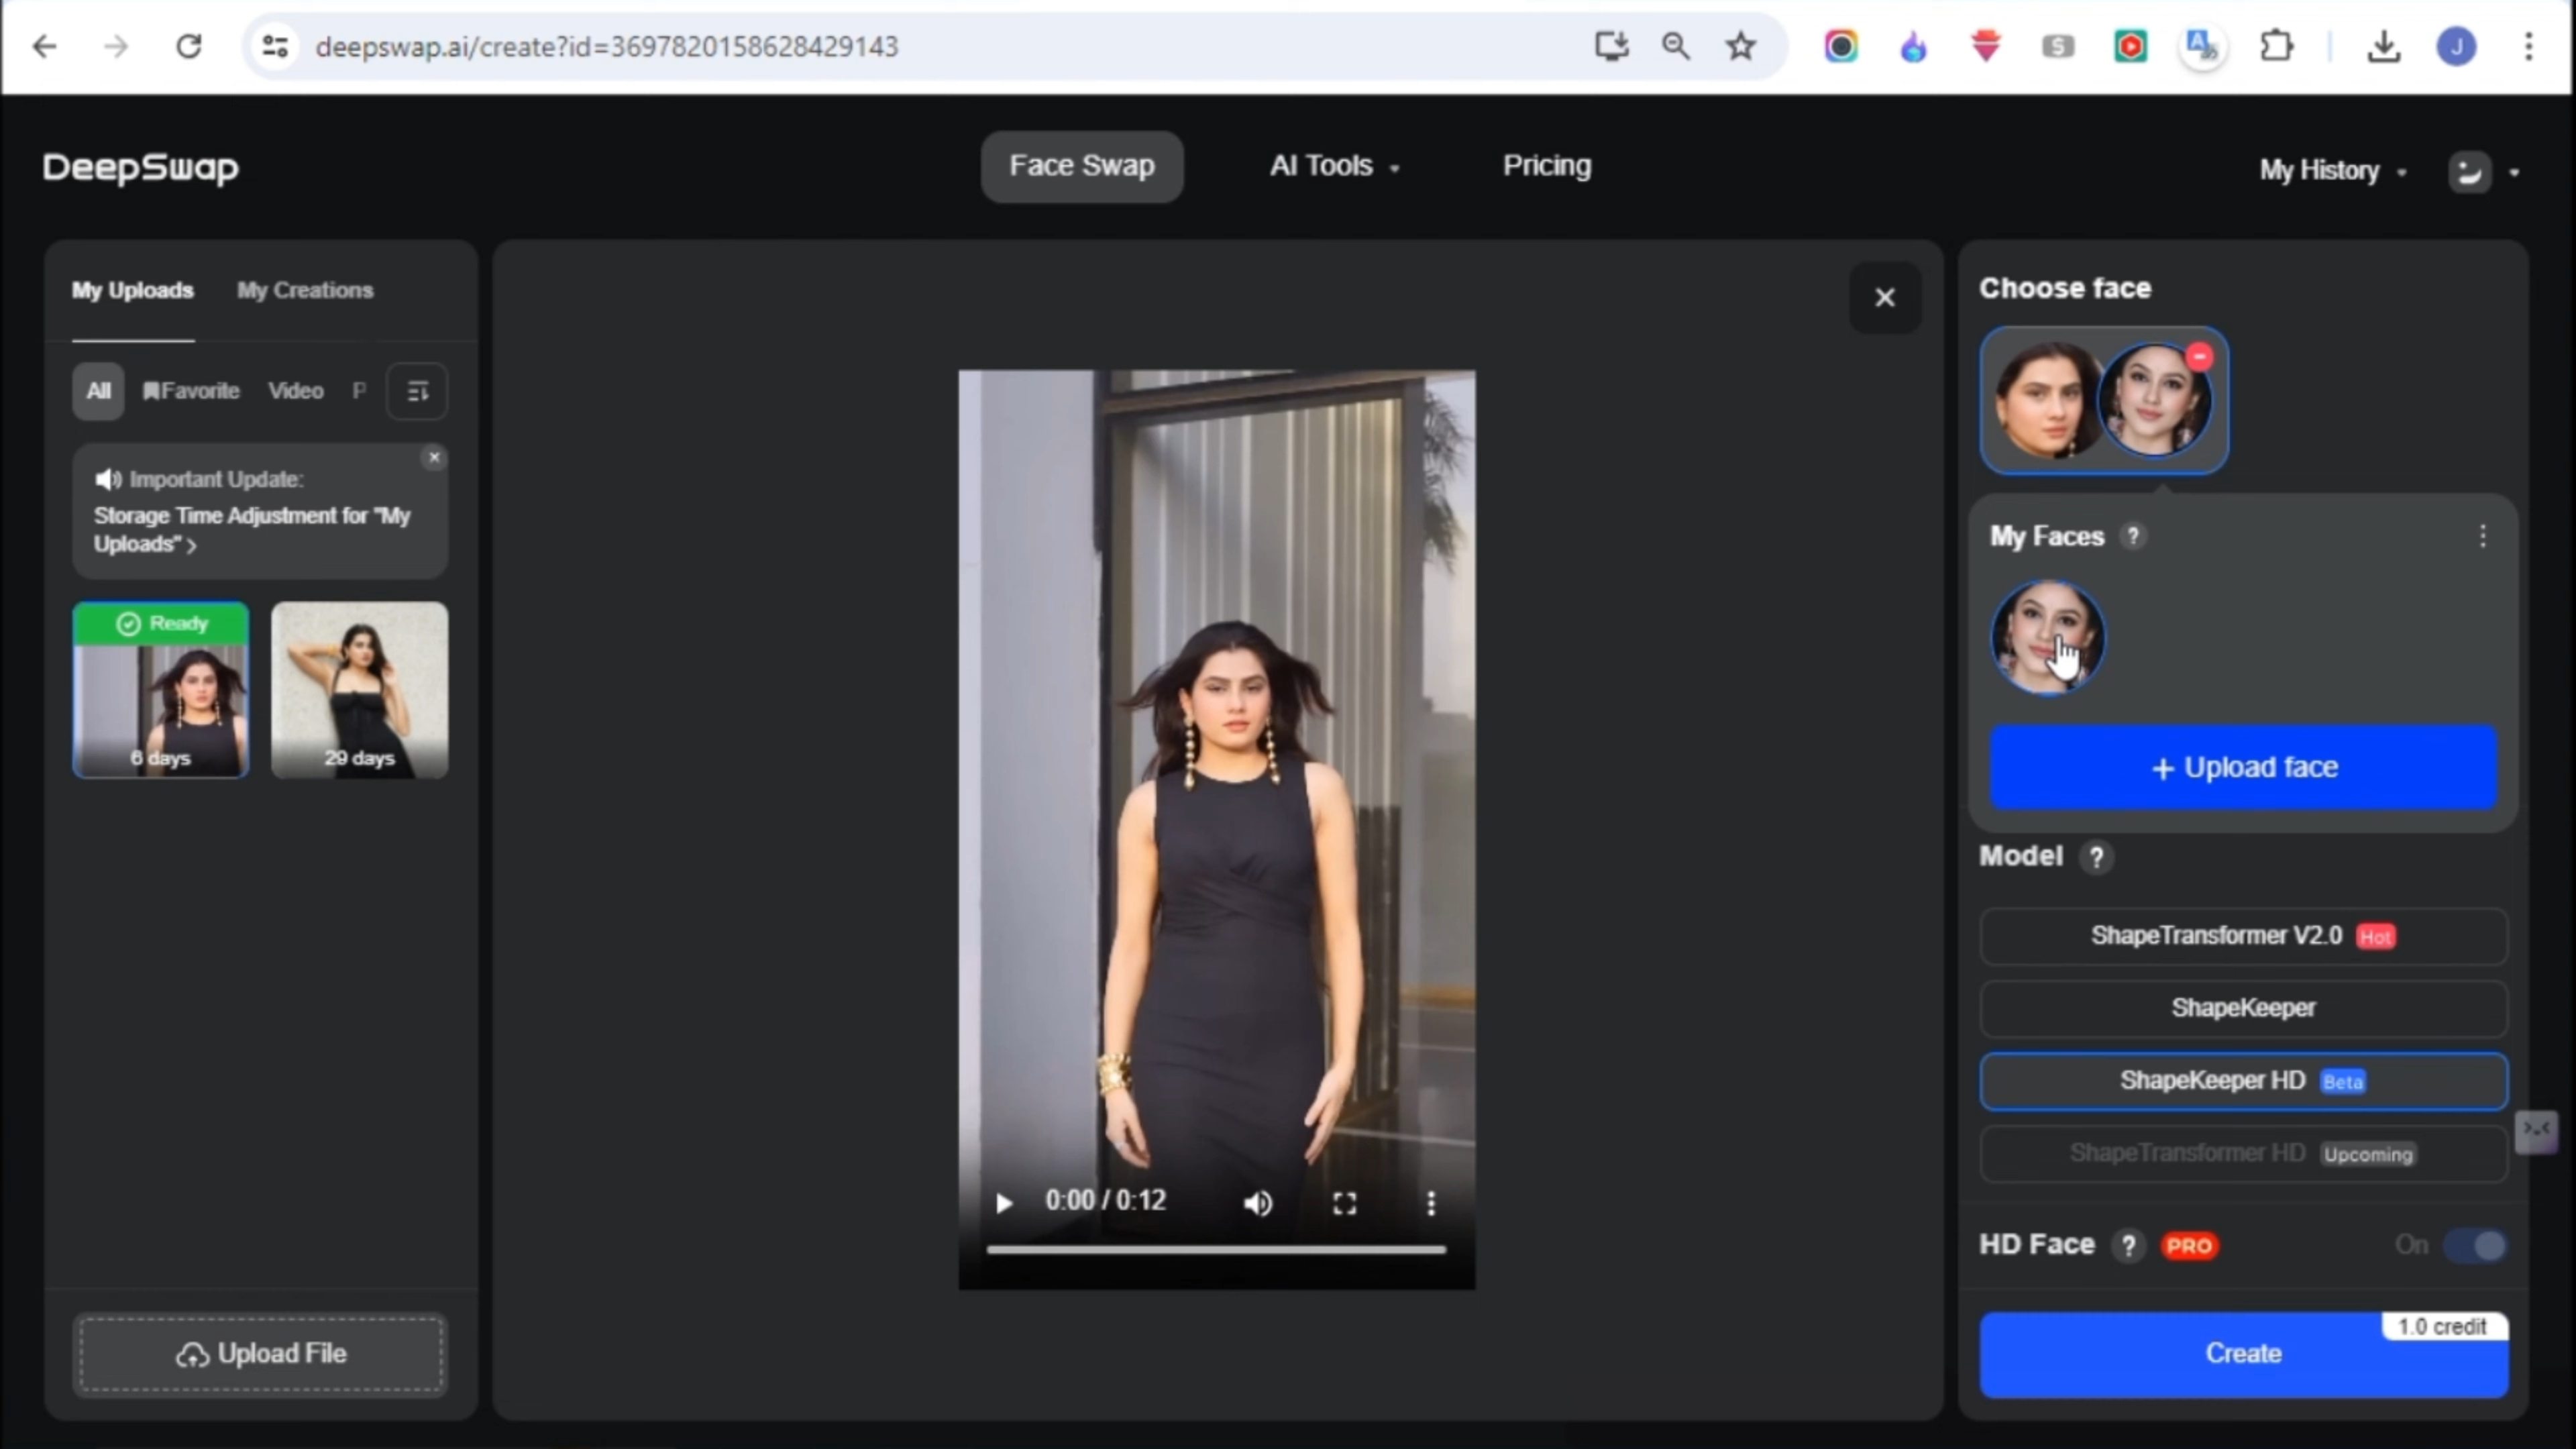 deepswap.ai/create?id=3697820158628429143
J
DeepSwap
Face Swap
AI Tools
Pricing
My History
My Uploads
My Creations
All
Favorite
Video
P
Important Update:
Storage Time Adjustment for "My
Uploads" >
Ready
6 days
29 days
Upload File
0:00 / 0:12
Choose face
My Faces ?
+ Upload face
Model ?
ShapeTransformer V2.0 Hot
ShapeKeeper
ShapeKeeper HD Beta
ShapeTransformer HD Upcoming
HD Face ? PRO
On
1.0 credit
Create